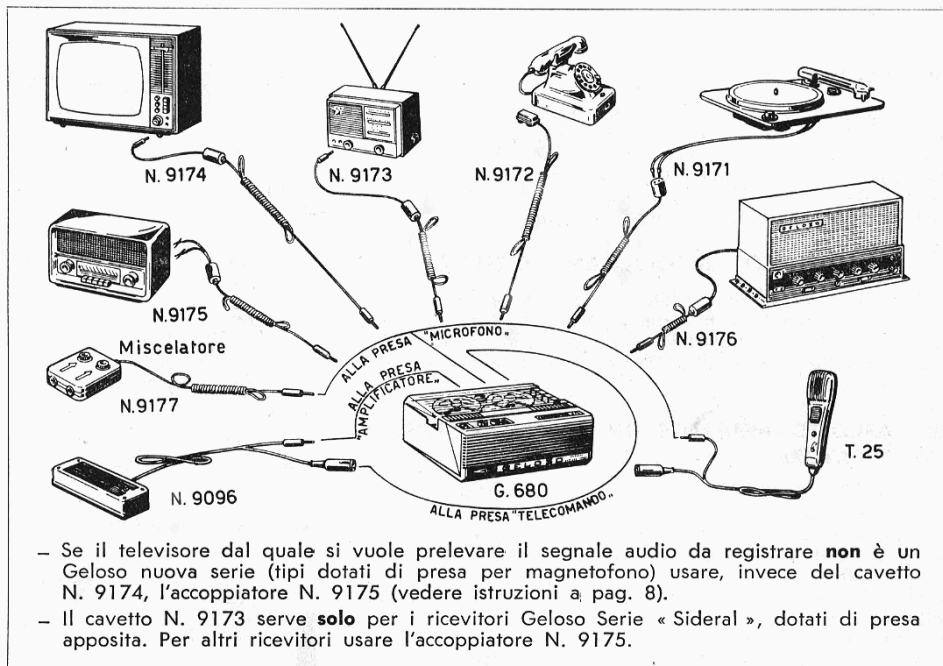 N. 9174
N. 9173
N. 9172
N. 9171
GELOSO
N.9175
N. 9176
Miscelatore
N.9177
ALLA PRESA "MICROFONO„
ALLA PRESA
"AMPLIFICATORE„
GELOSO
G. 680
N. 9096
T. 25
ALLA PRESA "TELECOMANDO„
– Se il televisore dal quale si vuole prelevare il segnale audio da registrare non è un
Geloso nuova serie (tipi dotati di presa per magnetofono) usare, invece del cavetto
N. 9174, l'accoppiatore N. 9175 (vedere istruzioni a pag. 8).
– Il cavetto N. 9173 serve solo per i ricevitori Geloso Serie « Sideral », dotati di presa
apposita. Per altri ricevitori usare l'accoppiatore N. 9175.